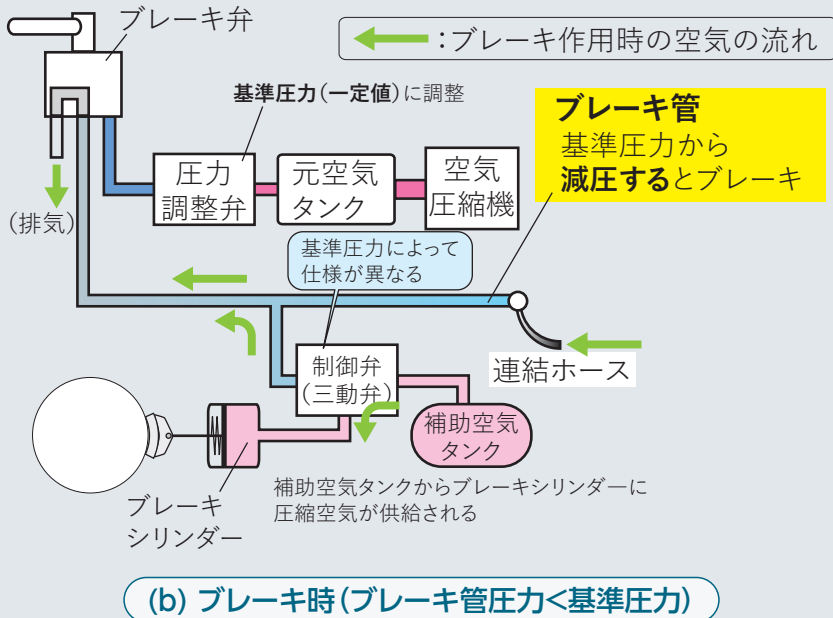 ブレーキ弁
：ブレーキ作用時の空気の流れ
基準圧力（一定値）に調整
ブレーキ管
基準圧力から
減圧するとブレーキ
圧力
調整弁
元空気
タンク
空気
圧縮機
（排気）
基準圧力によって
仕様が異なる
制御弁
（三動弁）
連結ホース
補助空気
タンク
ブレーキ
シリンダー
補助空気タンクからブレーキシリンダーに
圧縮空気が供給される
(b) ブレーキ時（ブレーキ管圧力＜基準圧力）